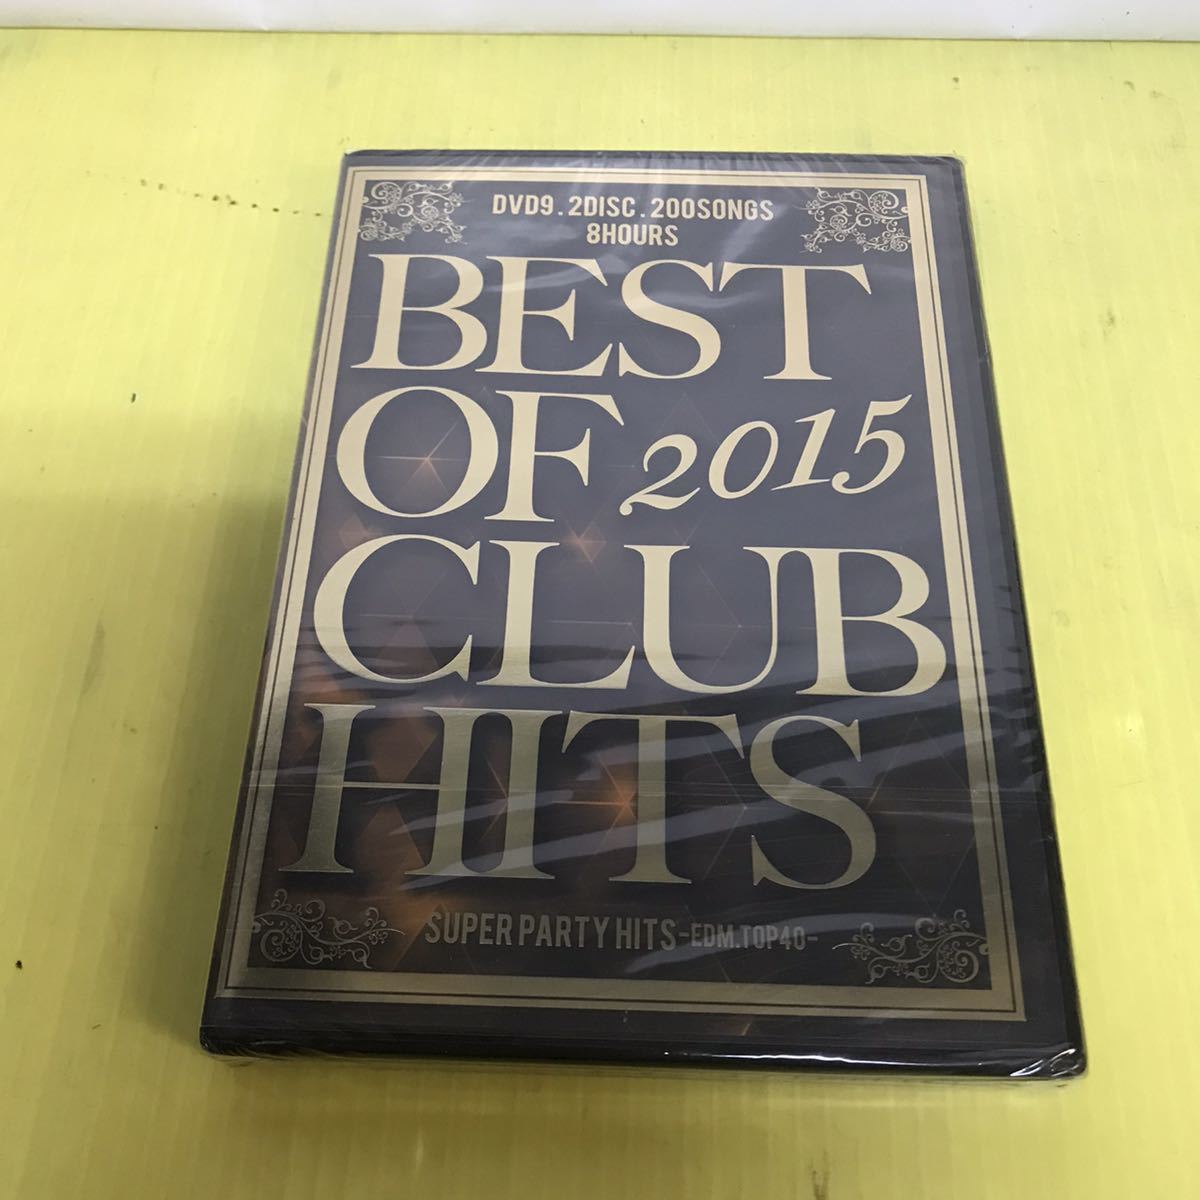 DVD9.2DISC.200SONGS
8HOURS
BEST
OF 2015
CLUB
HITS
SUPER PARTY HITS-EDM.TOP40-